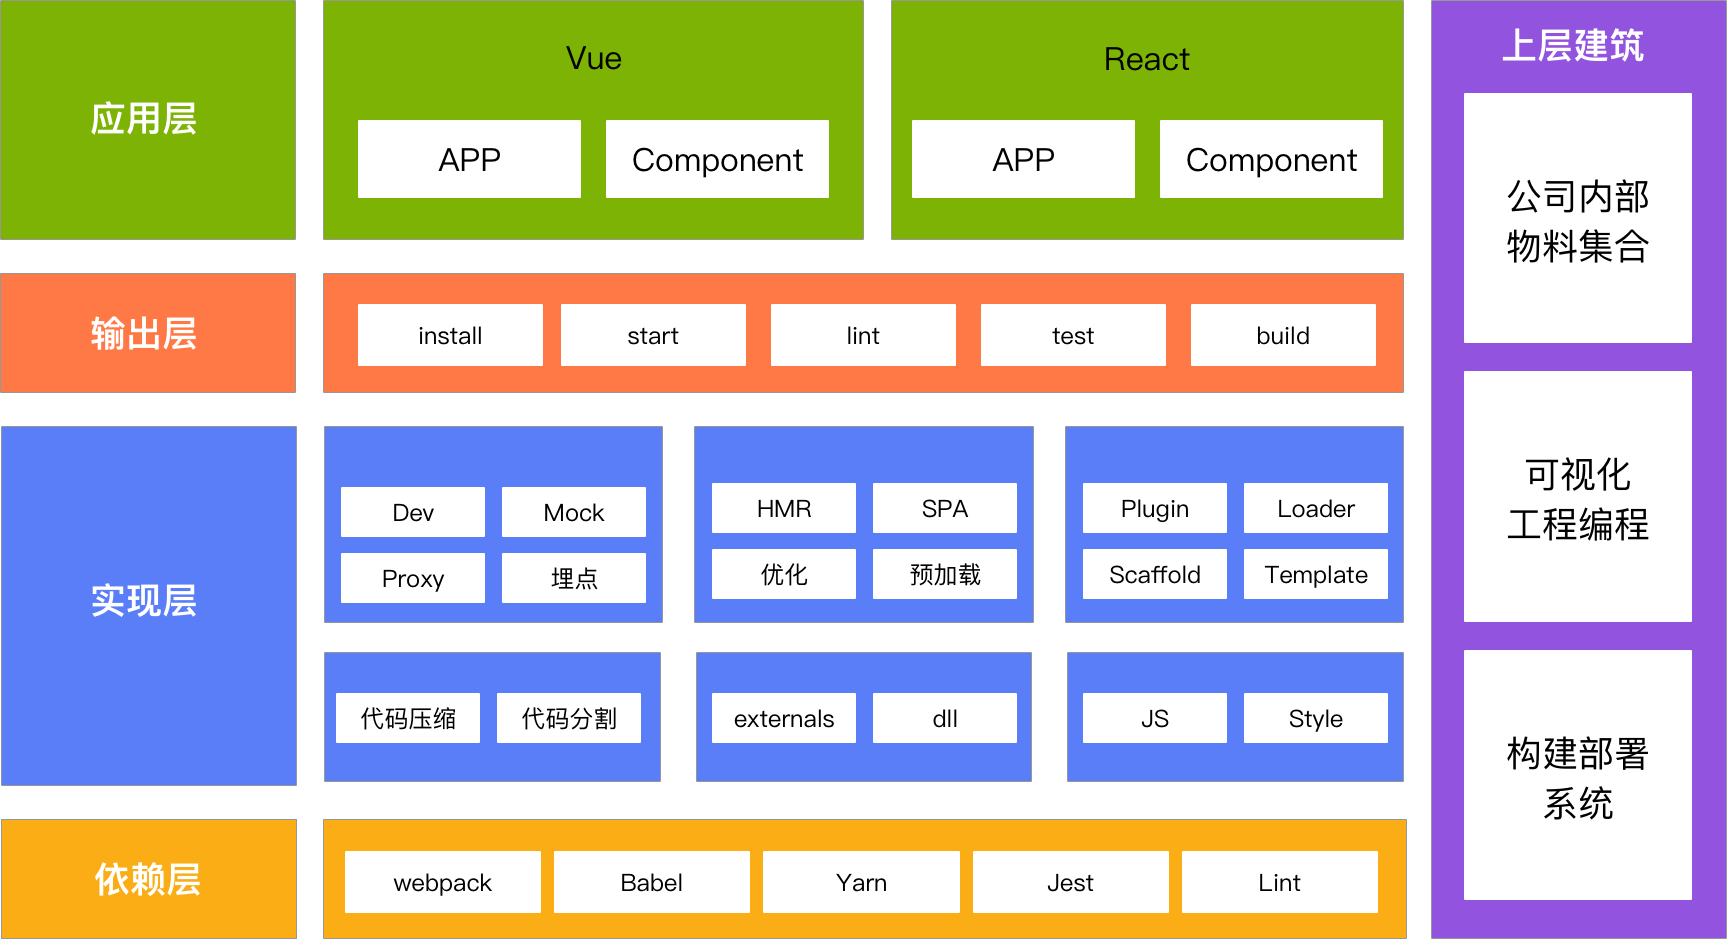 应用层
Vue
APP
Component
React
APP
Component
输出层
install
start
lint
test
build
实现层
Dev
Mock
Proxy
埋点
HMR
SPA
优化
预加载
Plugin
Loader
Scaffold
Template
代码压缩
代码分割
externals
dll
JS
Style
依赖层
webpack
Babel
Yarn
Jest
Lint
上层建筑
公司内部
物料集合
可视化
工程编程
构建部署
系统